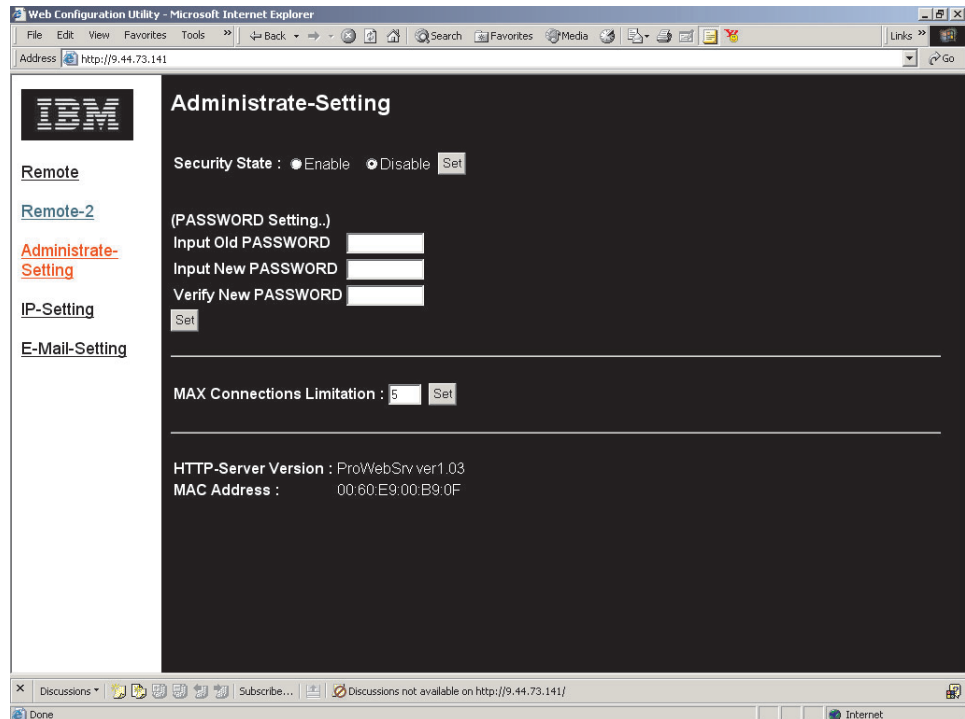 Web Configuration Utility - Microsoft Internet Explorer
File Edit View Favorites Tools » Back Search Favorites Media Links »
Address http://9.44.73.141 Go
IBM
Remote
Remote-2
Administrate-
Setting
IP-Setting
E-Mail-Setting
Administrate-Setting
Security State : Enable Disable Set
(PASSWORD Setting..)
Input Old PASSWORD
Input New PASSWORD
Verify New PASSWORD
Set
MAX Connections Limitation : 5 Set
HTTP-Server Version : ProWebSrv ver1.03
MAC Address : 00:60:E9:00:B9:0F
Discussions Subscribe... Discussions not available on http://9.44.73.141/
Done Internet